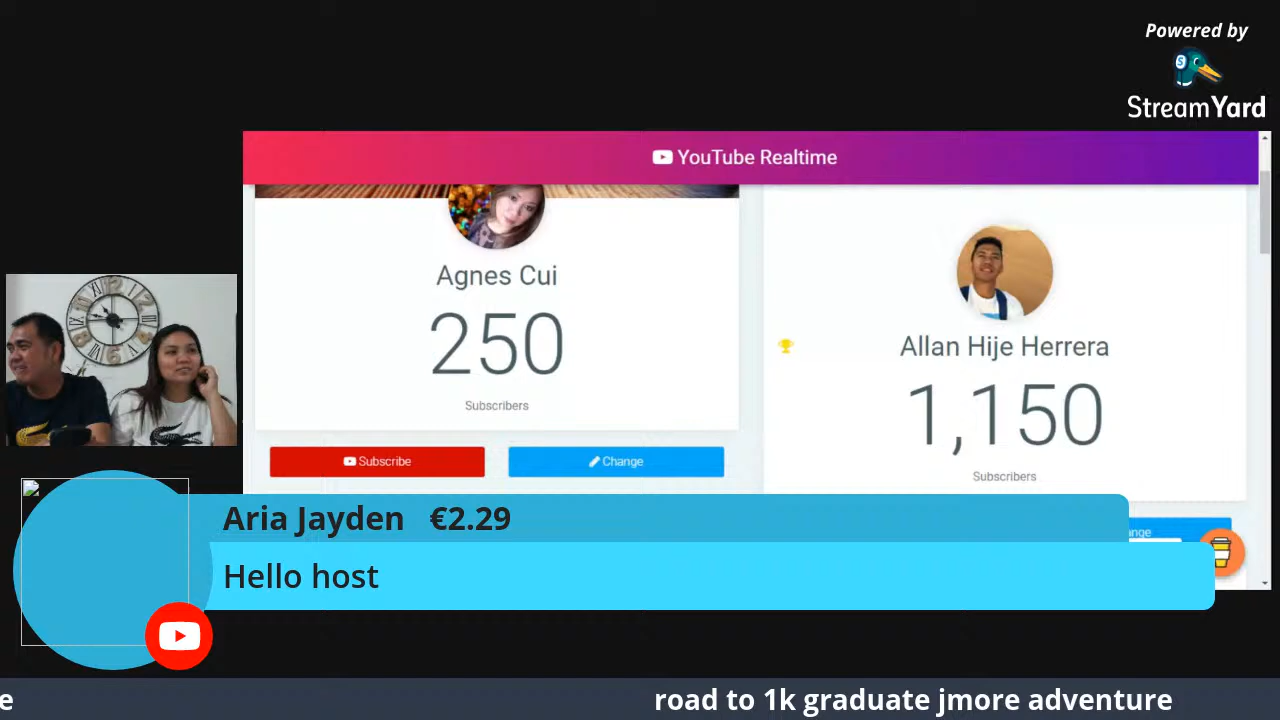 Powered by
StreamYard
YouTube Realtime
Agnes Cui
250
Subscribers
Subscribe
Change
Allan Hije Herrera
1,150
Subscribers
ange
Aria Jayden €2.29
Hello host
e road to 1k graduate jmore adventure